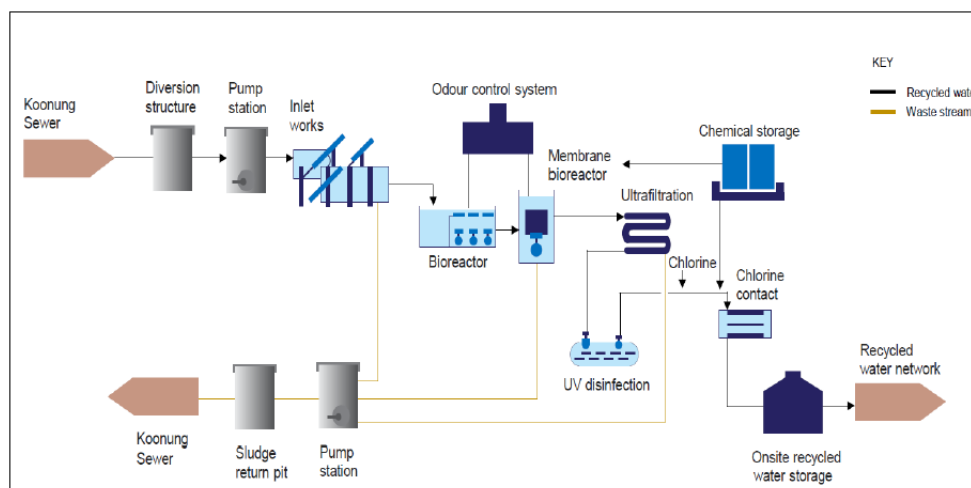 KEY
Recycled water
Waste stream
Koonung
Sewer
Diversion
structure
Pump
station
Inlet
works
Odour control system
Membrane
bioreactor
Chemical storage
Ultrafiltration
Bioreactor
Chlorine
Chlorine
contact
UV disinfection
Recycled
water network
Onsite recycled
water storage
Koonung
Sewer
Sludge
return pit
Pump
station